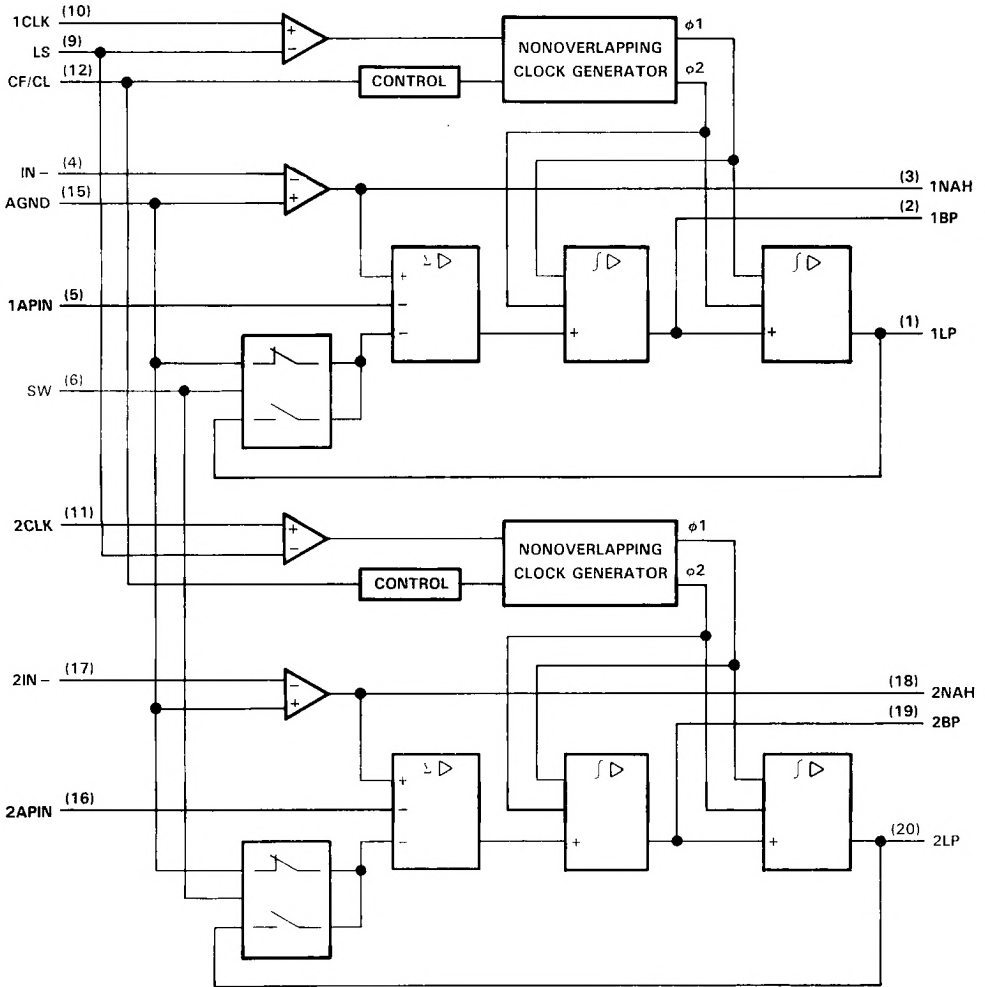 1CLK (10)
LS (9)
CF/CL (12)
CONTROL
NONOVERLAPPING
CLOCK GENERATOR
ϕ1
ϕ2
+
−
IN − (4)
AGND (15)
−
+
(3) 1NAH
(2) 1BP
1APIN (5)
Σ ▷
+
−
−
∫ ▷
+
∫ ▷
+
(1) 1LP
SW (6)
2CLK (11)
+
−
CONTROL
NONOVERLAPPING
CLOCK GENERATOR
ϕ1
ϕ2
2IN − (17)
−
+
(18) 2NAH
(19) 2BP
2APIN (16)
Σ ▷
+
−
−
∫ ▷
+
∫ ▷
+
(20) 2LP